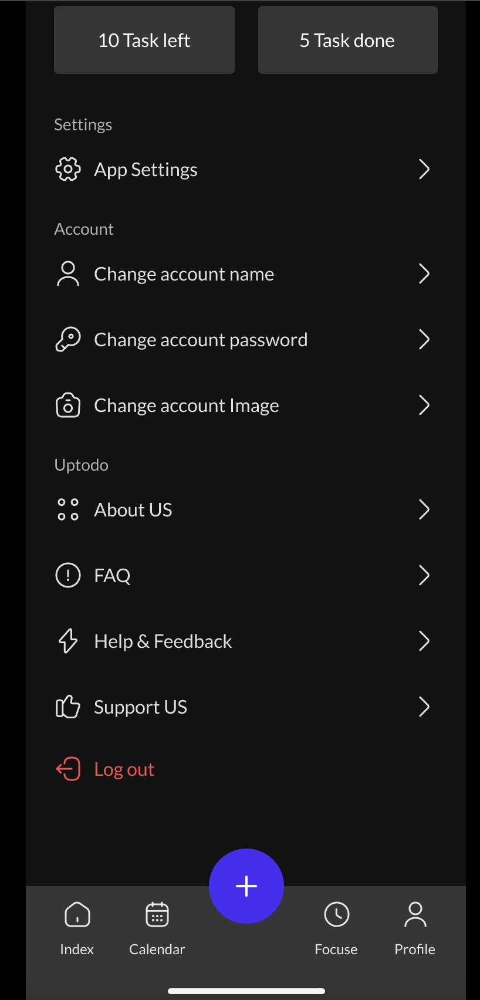 10 Task left
5 Task done
Settings
App Settings
Account
Change account name
Change account password
Change account Image
Uptodo
About US
FAQ
Help & Feedback
Support US
Log out
Index
Calendar
Focuse
Profile